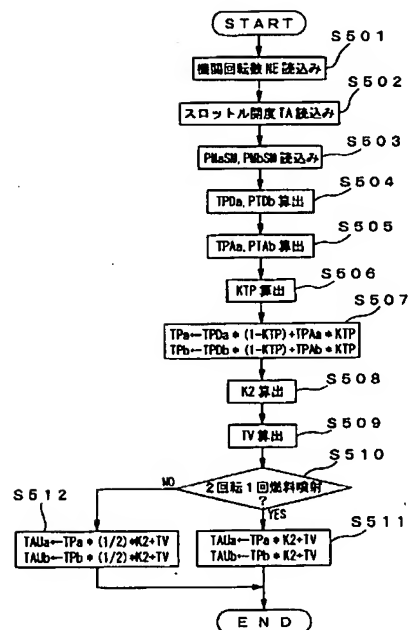 START
S501
機関回転数 NE 読込み
S502
スロットル開度 TA 読込み
S503
PMaSM, PMbSM 読込み
S504
TPDa, PTDb 算出
S505
TPAa, PTAb 算出
S506
KTP 算出
S507
TPa←TPDa * (1-KTP)+TPAa * KTP
TPb←TPDb * (1-KTP)+TPAb * KTP
S508
K2 算出
S509
TV 算出
S510
2回転1回燃料噴射
?
NO
YES
S512
TAUa←TPa * (1/2) *K2+TV
TAUb←TPb * (1/2) *K2+TV
S511
TAUa←TPa * K2+TV
TAUb←TPb * K2+TV
END